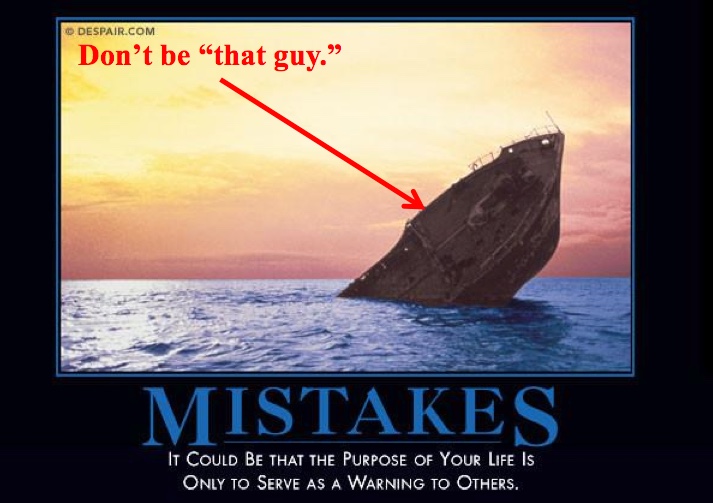 © DESPAIR.COM
Don’t be “that guy.”
MISTAKES
IT COULD BE THAT THE PURPOSE OF YOUR LIFE IS
ONLY TO SERVE AS A WARNING TO OTHERS.